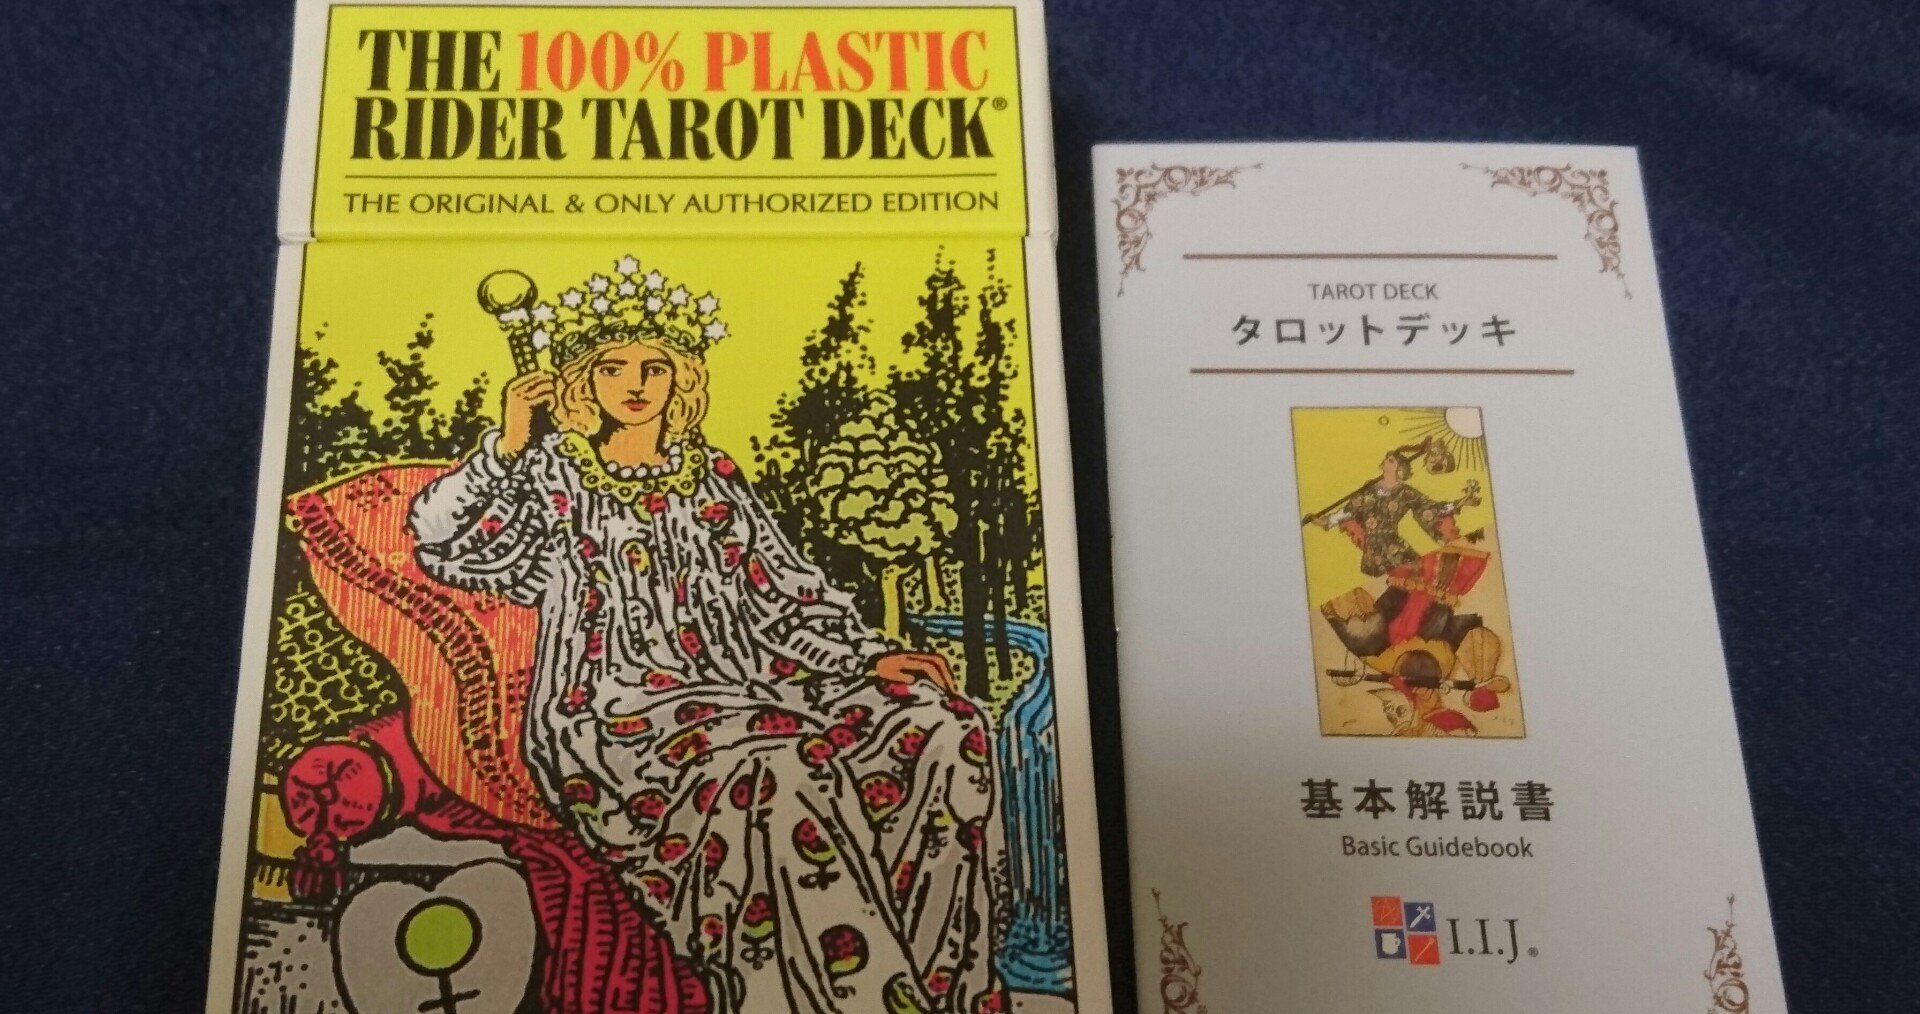 THE 100% PLASTIC
RIDER TAROT DECK®
THE ORIGINAL & ONLY AUTHORIZED EDITION
TAROT DECK
タロットデッキ
0
基本解説書
Basic Guidebook
I.I.J®